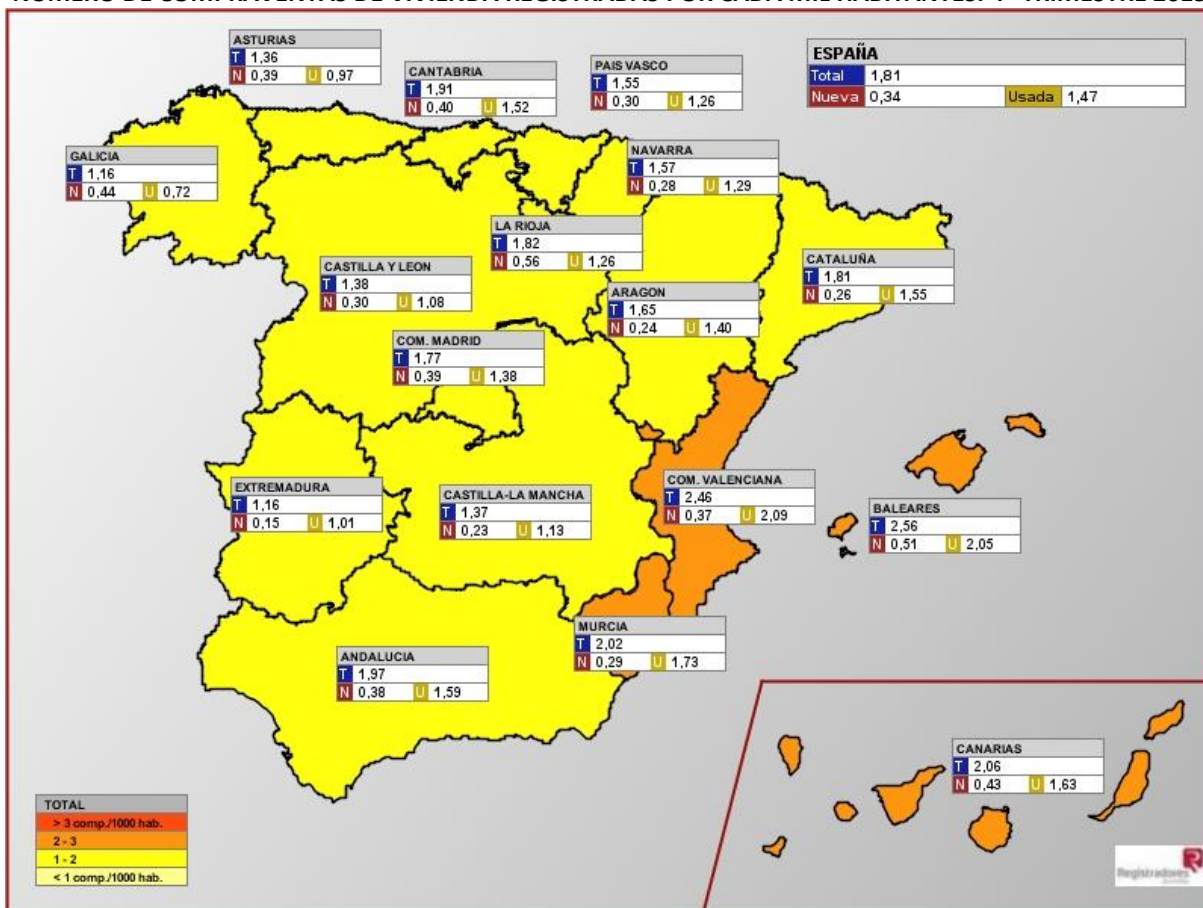 ASTURIAS
T 1,36
N 0,39 U 0,97
CANTABRIA
T 1,91
N 0,40 U 1,52
PAIS VASCO
T 1,55
N 0,30 U 1,26
ESPAÑA
Total 1,81
Nueva 0,34 Usada 1,47
GALICIA
T 1,16
N 0,44 U 0,72
NAVARRA
T 1,57
N 0,28 U 1,29
LA RIOJA
T 1,82
N 0,56 U 1,26
CASTILLA Y LEON
T 1,38
N 0,30 U 1,08
CATALUÑA
T 1,81
N 0,26 U 1,55
ARAGON
T 1,65
N 0,24 U 1,40
COM. MADRID
T 1,77
N 0,39 U 1,38
EXTREMADURA
T 1,16
N 0,15 U 1,01
CASTILLA-LA MANCHA
T 1,37
N 0,23 U 1,13
COM. VALENCIANA
T 2,46
N 0,37 U 2,09
BALEARES
T 2,56
N 0,51 U 2,05
MURCIA
T 2,02
N 0,29 U 1,73
ANDALUCIA
T 1,97
N 0,38 U 1,59
CANARIAS
T 2,06
N 0,43 U 1,63
TOTAL
> 3 comp./1000 hab.
2 - 3
1 - 2
< 1 comp./1000 hab.
Registradores